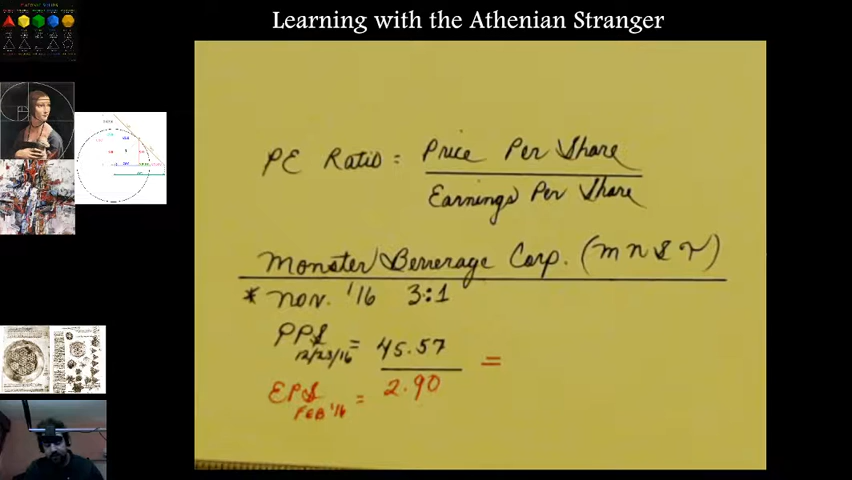 Learning with the Athenian Stranger
PE Ratio = Price Per Share
Earnings Per Share
Monster Beverage Corp. (MNST)
* Nov. '16 3:1
PPS 12/23/16 = 45.57 =
EPS FEB '16 = 2.90